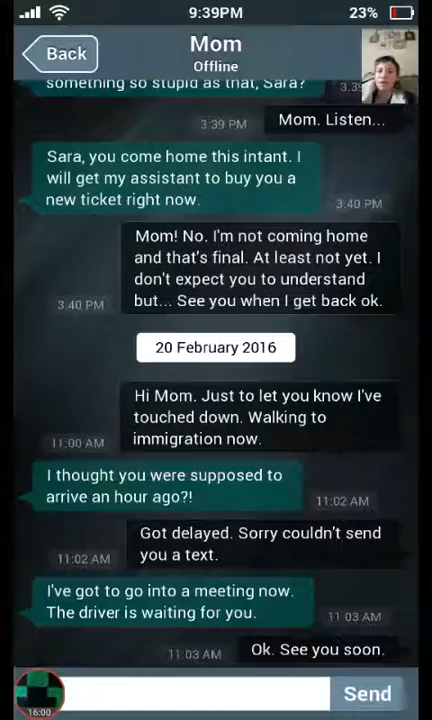 9:39PM
23%
Back
Mom
Offline
something so stupid as that, Sara?
Mom. Listen...
3:39 PM
Sara, you come home this intant. I
will get my assistant to buy you a
new ticket right now.
3:40 PM
Mom! No. I'm not coming home
and that's final. At least not yet. I
don't expect you to understand
but... See you when I get back ok.
3:40 PM
20 February 2016
Hi Mom. Just to let you know I've
touched down. Walking to
immigration now.
11:00 AM
I thought you were supposed to
arrive an hour ago?!
11:02 AM
Got delayed. Sorry couldn't send
you a text.
11:02 AM
I've got to go into a meeting now.
The driver is waiting for you.
11:03 AM
Ok. See you soon.
11:03 AM
16:00
Send